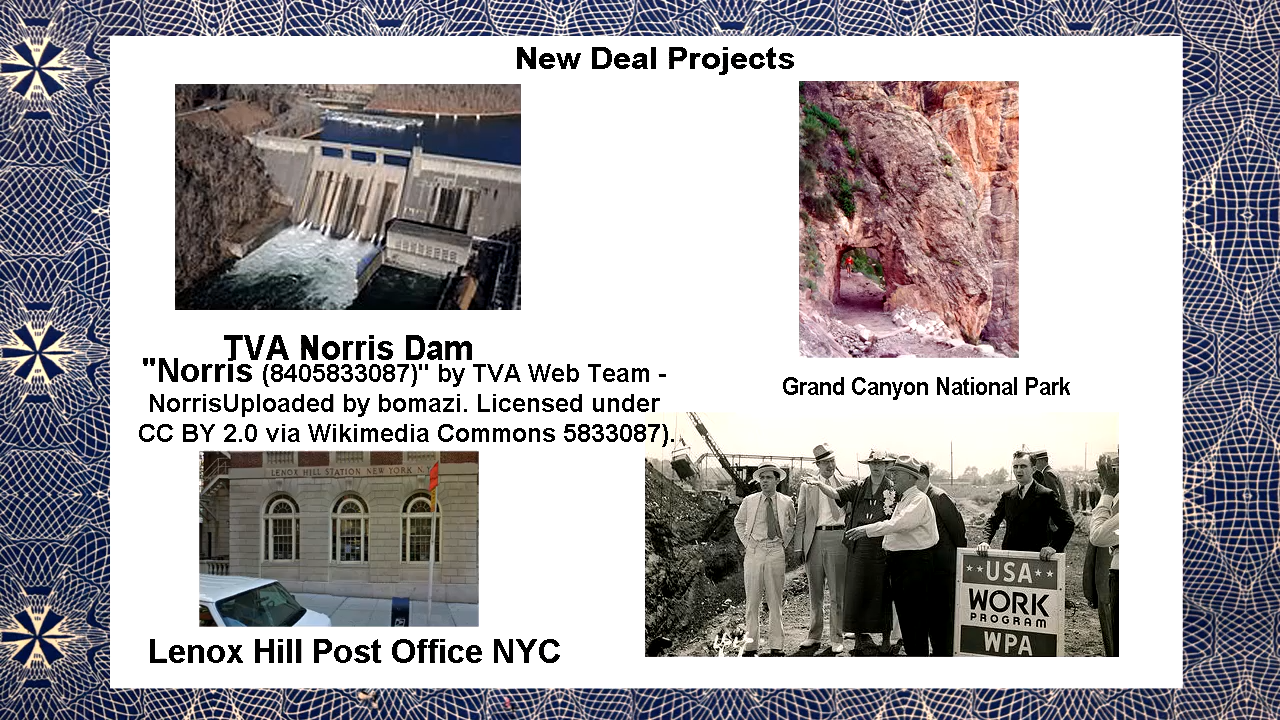 New Deal Projects
TVA Norris Dam
"Norris (8405833087)" by TVA Web Team -
NorrisUploaded by bomazi. Licensed under
CC BY 2.0 via Wikimedia Commons 5833087).
Grand Canyon National Park
LENOX HILL STATION NEW YORK N.Y.
Lenox Hill Post Office NYC
USA
WORK
PROGRAM
WPA